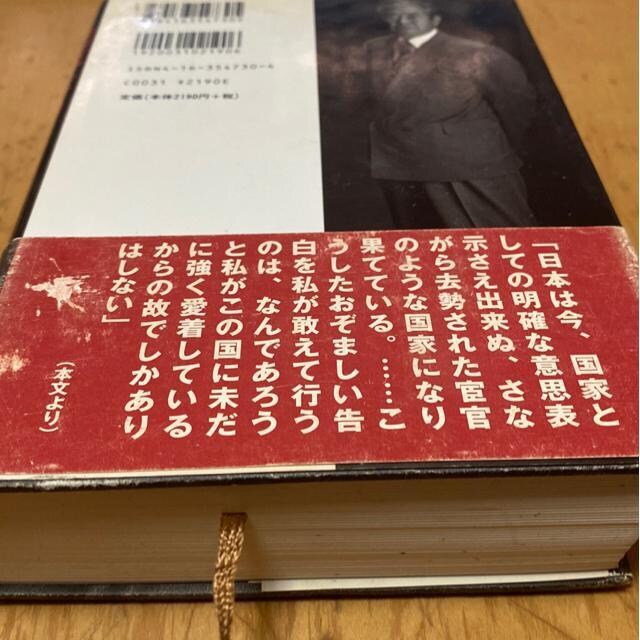 ISBN4-16-354730-4
C0031 ¥2190E
定価(本体2190円+税)
「日本は今、国家と
しての明確な意思表
示さえ出来ぬ、さな
がら去勢された宦官
のような国家になり
果てている。……こ
うしたおぞましい告
白を私が敢えて行う
のは、なんであろう
と私がこの国に未だ
に強く愛着している
からの故でしかあり
はしない」
(本文より)